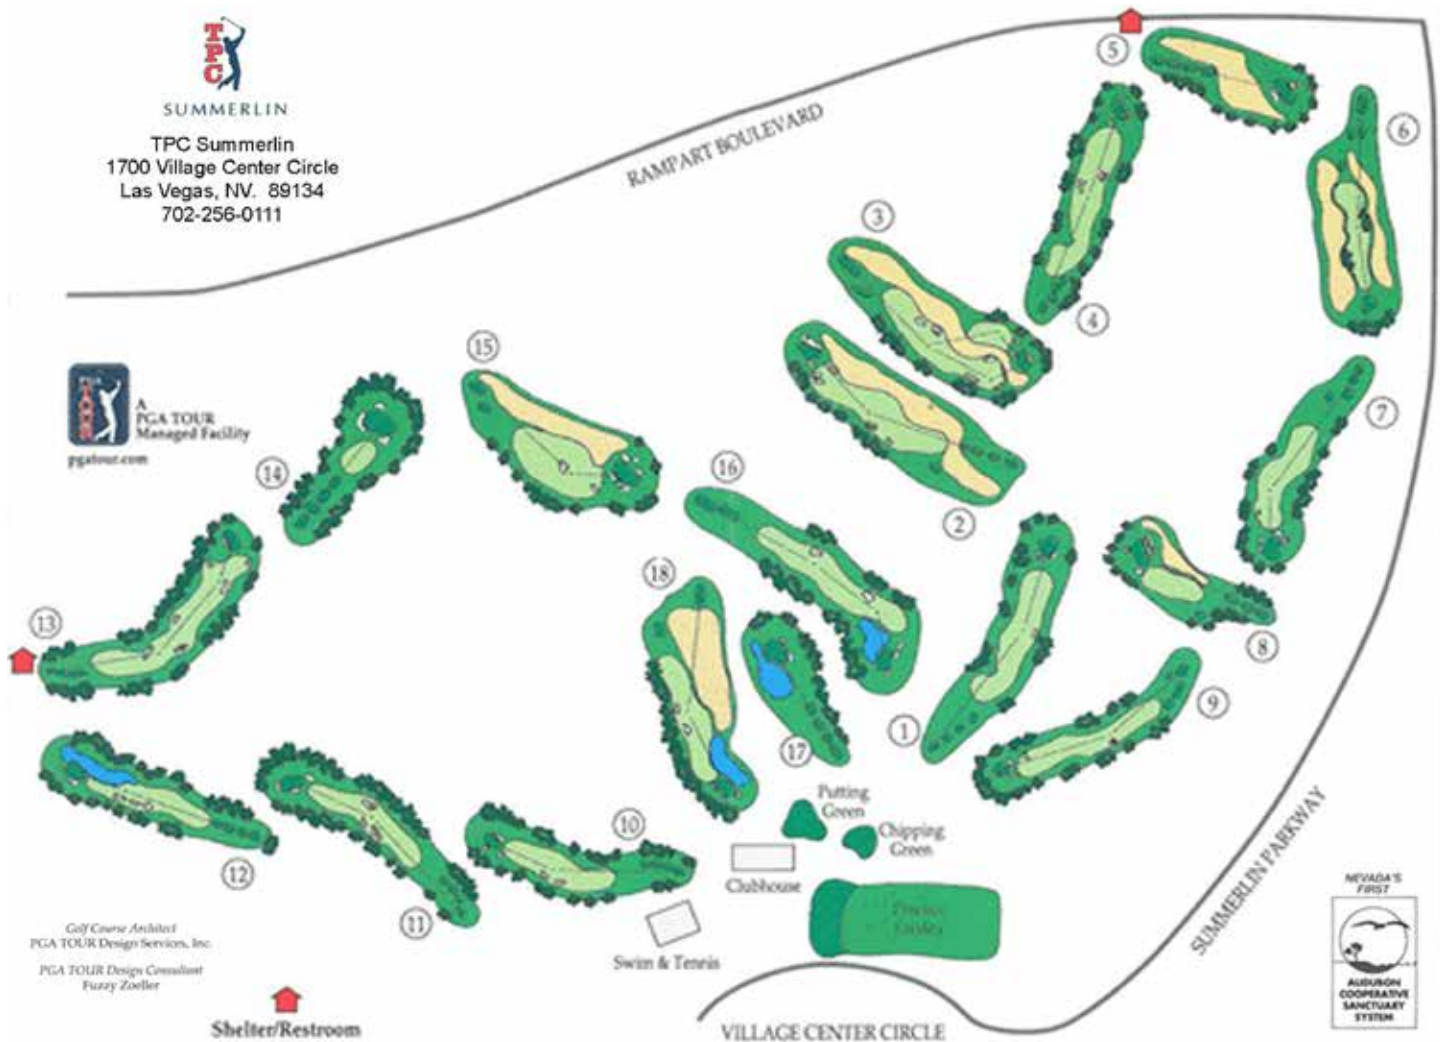 TPC
SUMMERLIN
TPC Summerlin
1700 Village Center Circle
Las Vegas, NV. 89134
702-256-0111
RAMPART BOULEVARD
5
6
3
4
15
A
PGA TOUR
Managed Facility
pgatour.com
7
14
16
2
18
13
8
9
1
17
Putting
Green
10
Chipping
Green
12
Clubhouse
11
SUMMERLIN PARKWAY
NEVADA'S
FIRST
Golf Course Architect
PGA TOUR Design Services, Inc.
PGA TOUR Design Consultant
Fuzzy Zoeller
Swim & Tennis
AUDUBON
COOPERATIVE
SANCTUARY
SYSTEM
Shelter/Restroom
VILLAGE CENTER CIRCLE